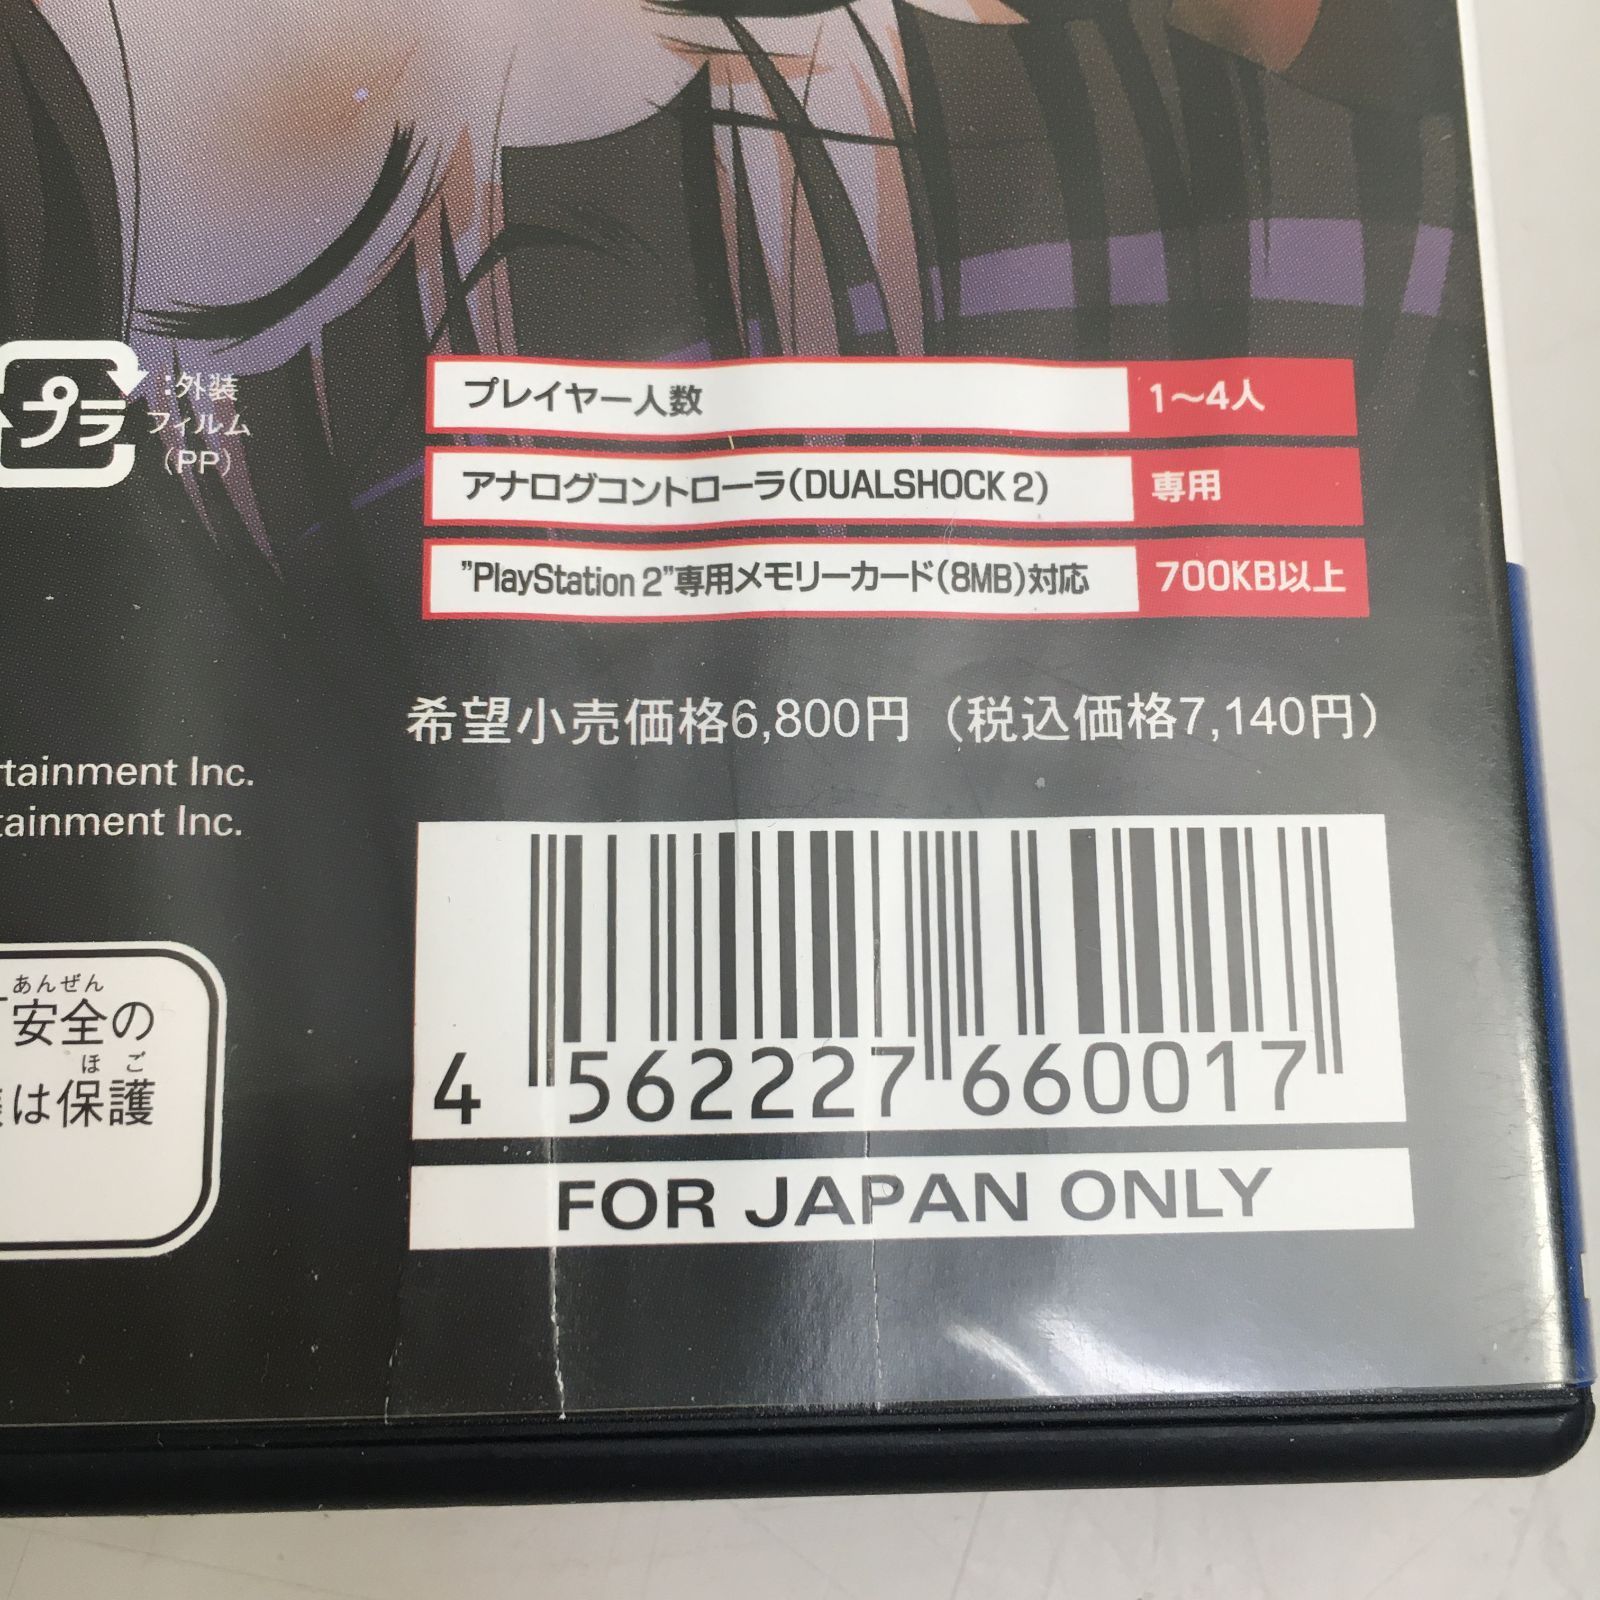 プレイヤー人数 1〜4人
アナログコントローラ(DUALSHOCK 2) 専用
"PlayStation 2"専用メモリーカード(8MB)対応 700KB以上
プラ
:外装
フィルム
(PP)
希望小売価格6,800円（税込価格7,140円）
rtainment Inc.
tainment Inc.
4 562227 660017
FOR JAPAN ONLY
あんぜん
「安全の
ほご
は保護